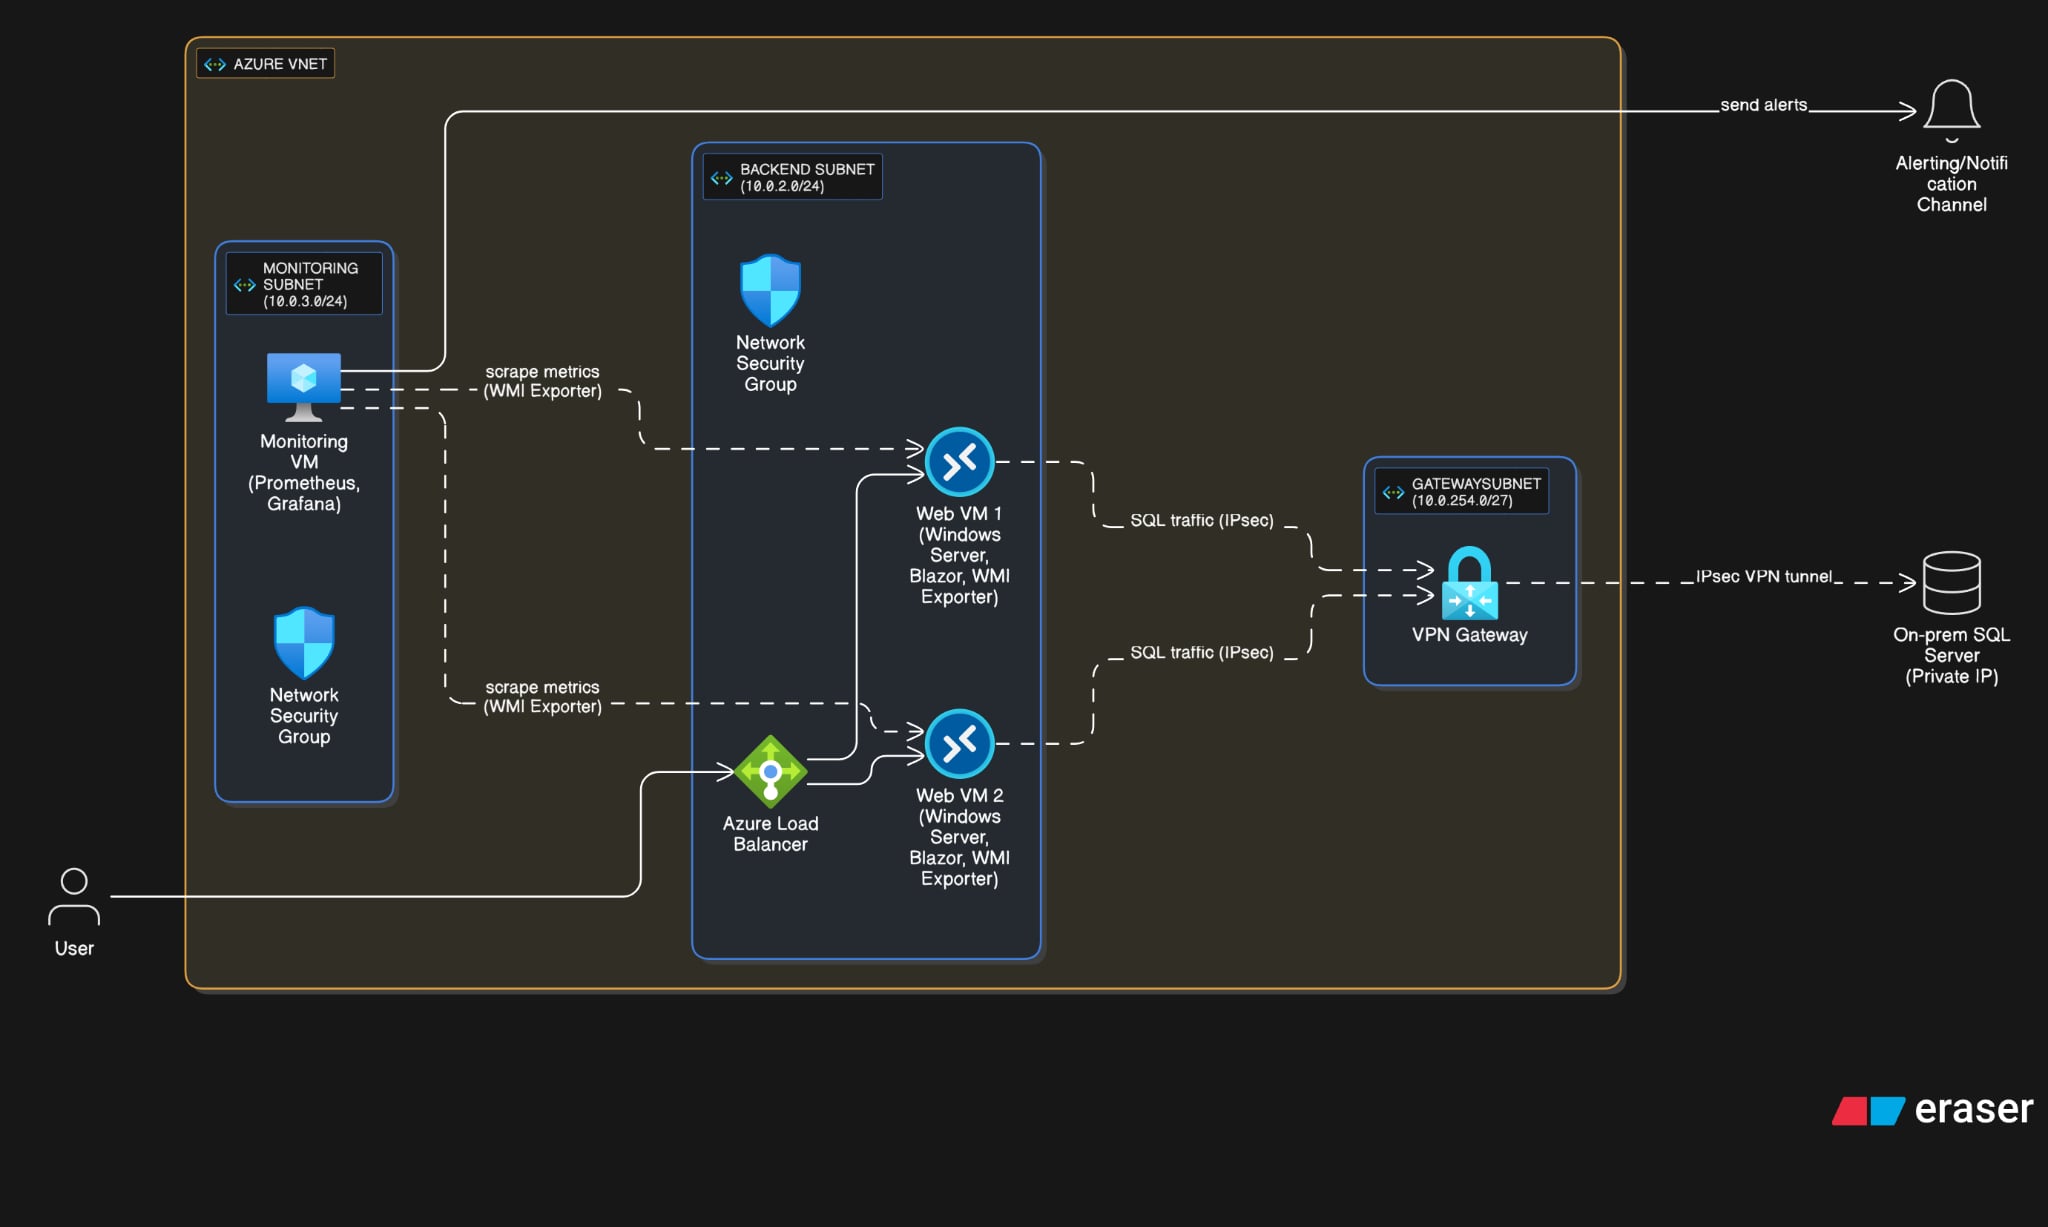 AZURE VNET
send alerts
Alerting/Notifi
cation
Channel
BACKEND SUBNET
(10.0.2.0/24)
MONITORING
SUBNET
(10.0.3.0/24)
Network
Security
Group
scrape metrics
(WMI Exporter)
Monitoring
VM
(Prometheus,
Grafana)
Web VM 1
(Windows
Server,
Blazor, WMI
Exporter)
SQL traffic (IPsec)
GATEWAYSUBNET
(10.0.254.0/27)
IPsec VPN tunnel
VPN Gateway
On-prem SQL
Server
(Private IP)
SQL traffic (IPsec)
Network
Security
Group
scrape metrics
(WMI Exporter)
Azure Load
Balancer
Web VM 2
(Windows
Server,
Blazor, WMI
Exporter)
User
eraser